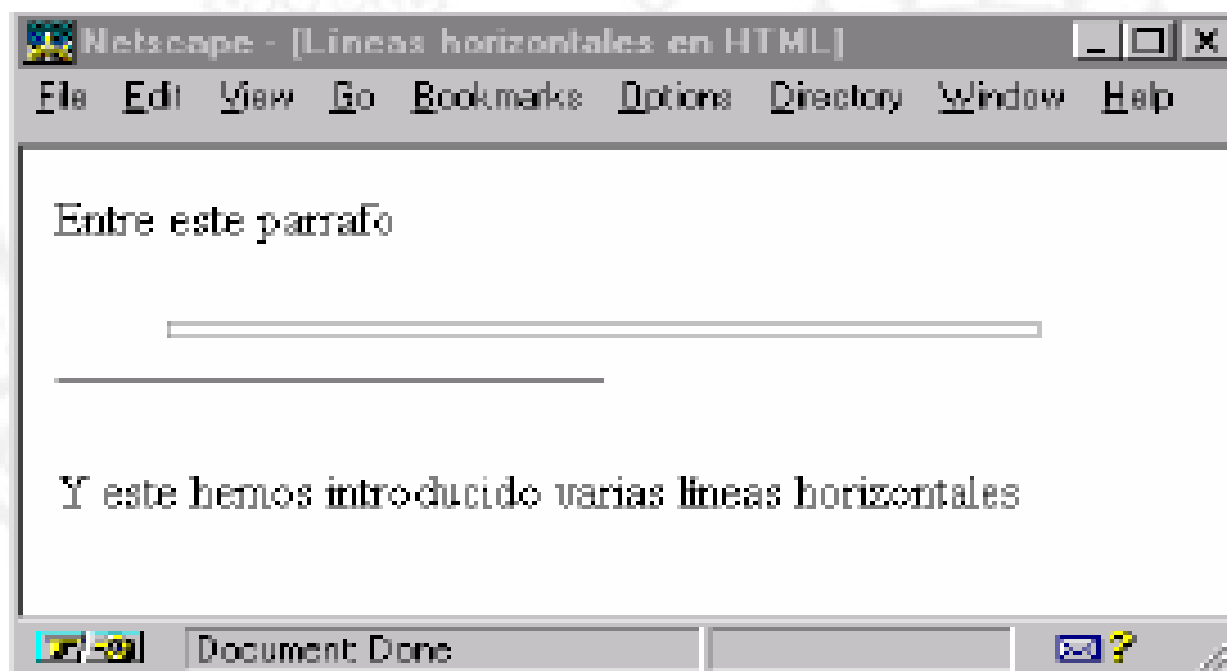 Netscape - [Lineas horizontales en HTML]
File Edit View Go Bookmarks Options Directory Window Help
Entre este parrafo
Y este hemos introducido varias lineas horizontales
Document Done